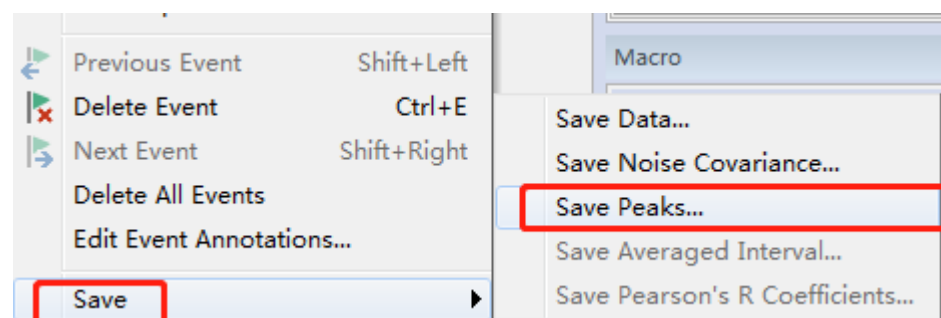 Previous Event Shift+Left
Delete Event Ctrl+E
Next Event Shift+Right
Delete All Events
Edit Event Annotations...
Save
Macro
Save Data...
Save Noise Covariance...
Save Peaks...
Save Averaged Interval...
Save Pearson's R Coefficients...